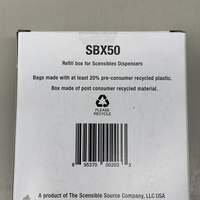 SBX50
Refill box for Scensibles Dispensers
Bags made with at least 20% pre-consumer recycled plastic.
Box made of post consumer recycled material.
PLEASE
RECYCLE
A product of The Scensible Source Company, LLC USA